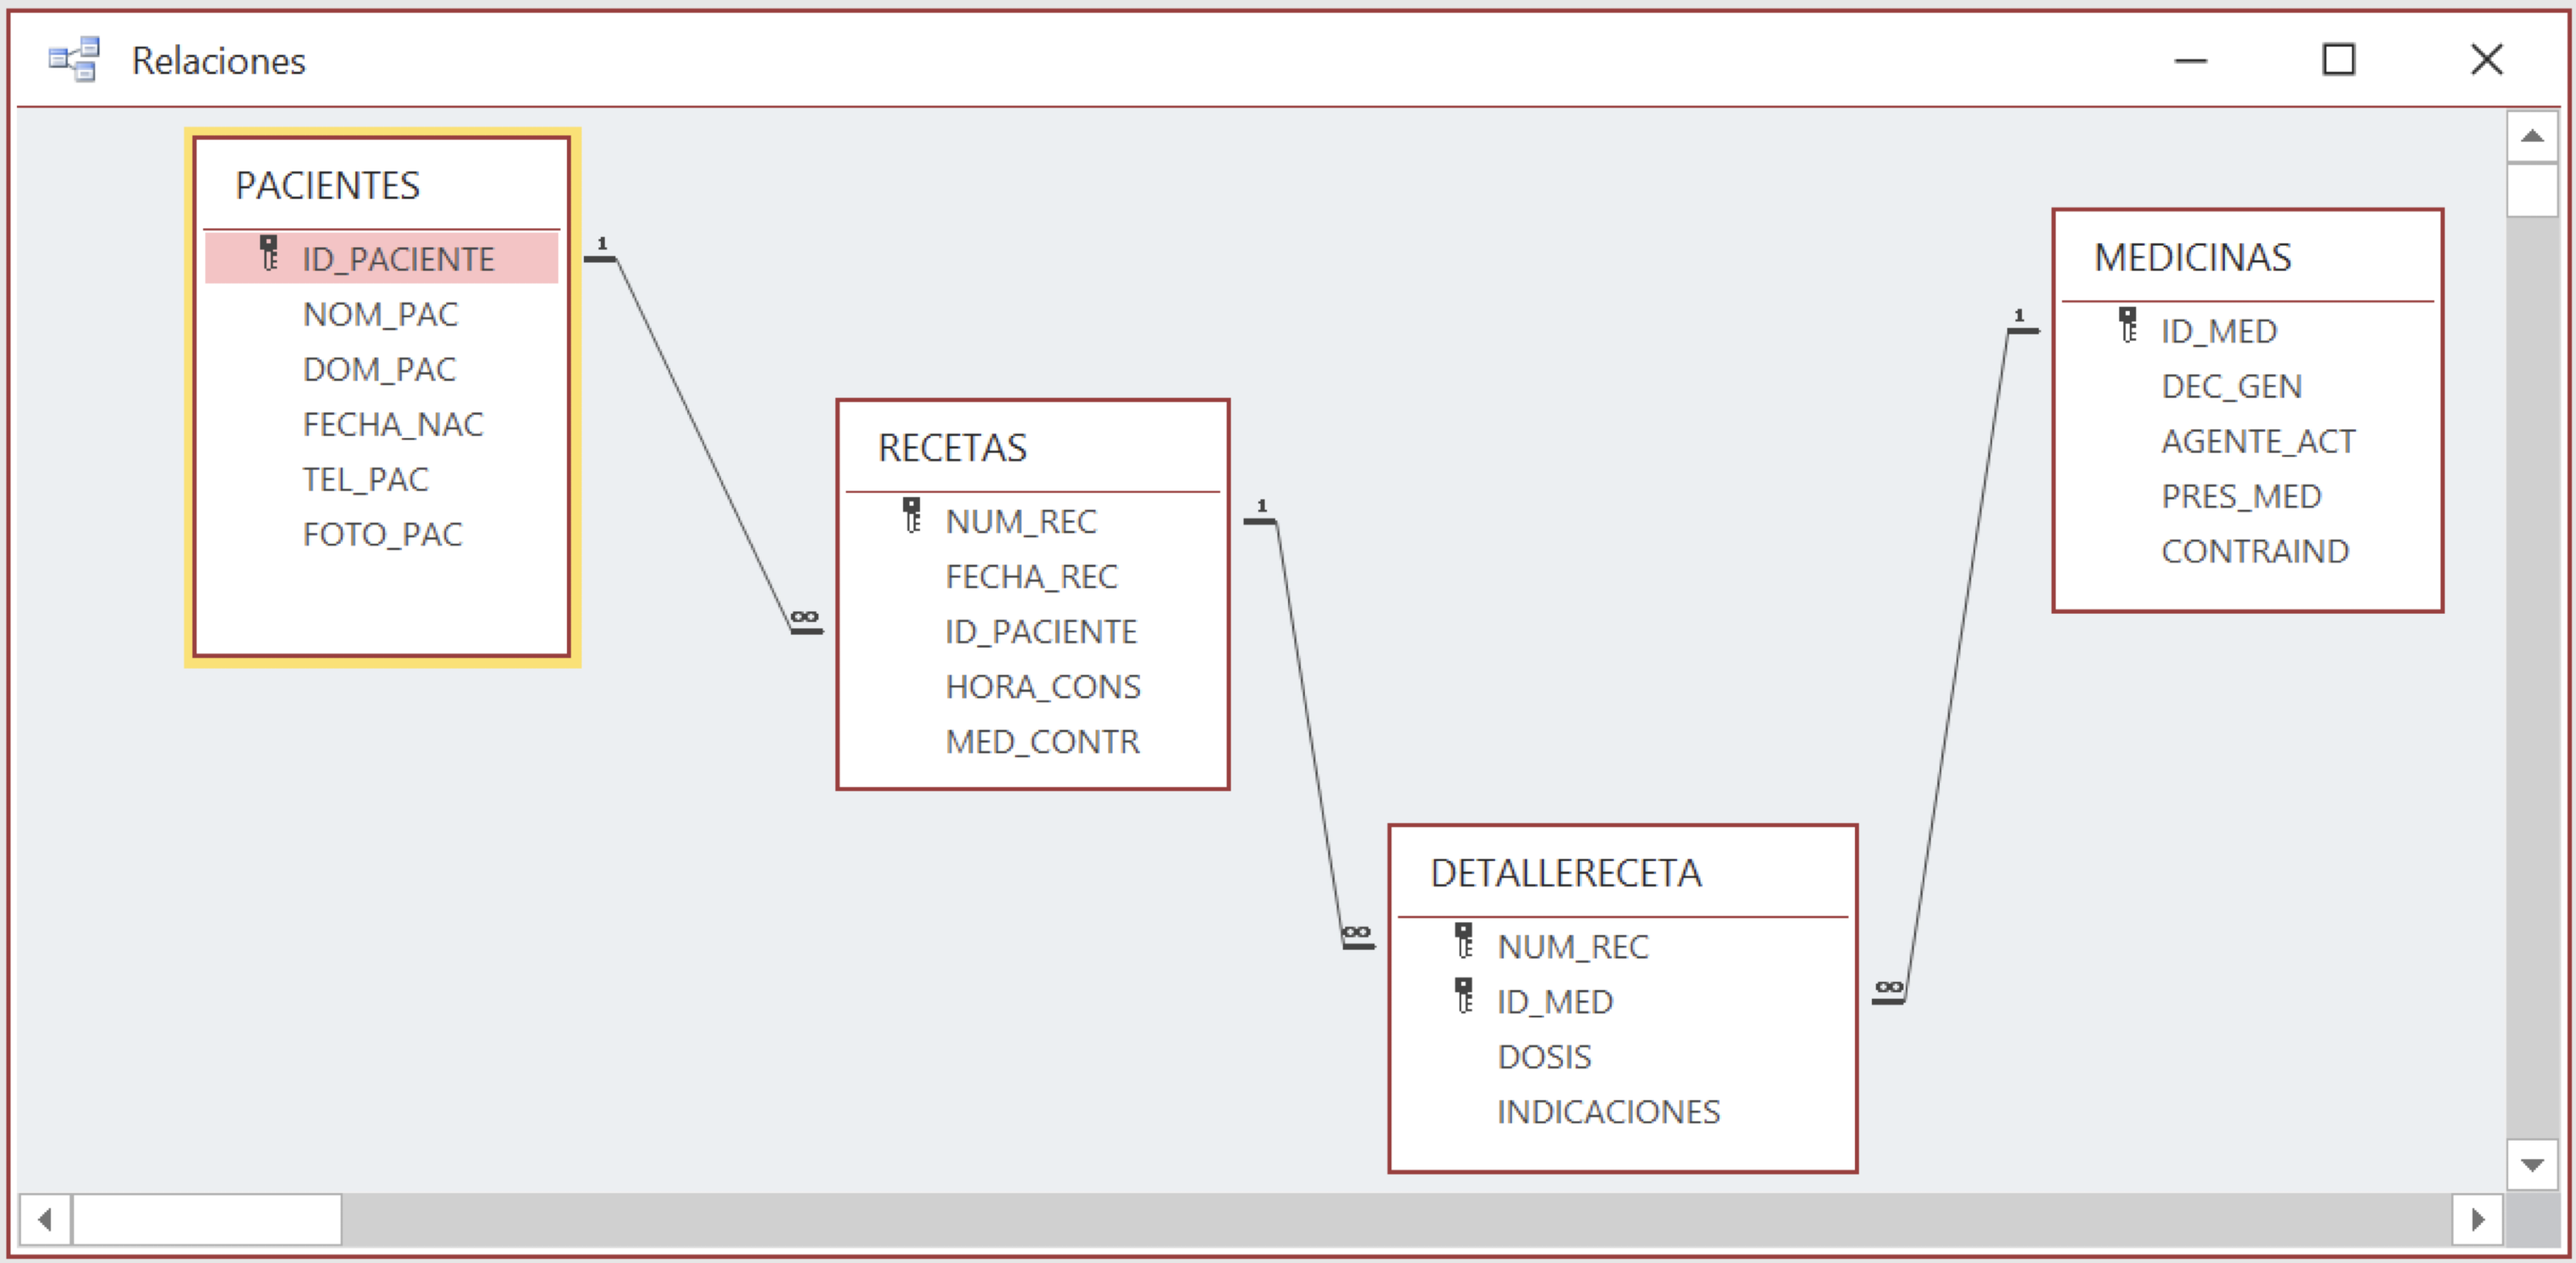 Relaciones
PACIENTES
ID_PACIENTE
NOM_PAC
DOM_PAC
FECHA_NAC
TEL_PAC
FOTO_PAC
1
∞
RECETAS
NUM_REC
FECHA_REC
ID_PACIENTE
HORA_CONS
MED_CONTR
1
∞
DETALLERECETA
NUM_REC
ID_MED
DOSIS
INDICACIONES
∞
1
MEDICINAS
ID_MED
DEC_GEN
AGENTE_ACT
PRES_MED
CONTRAIND